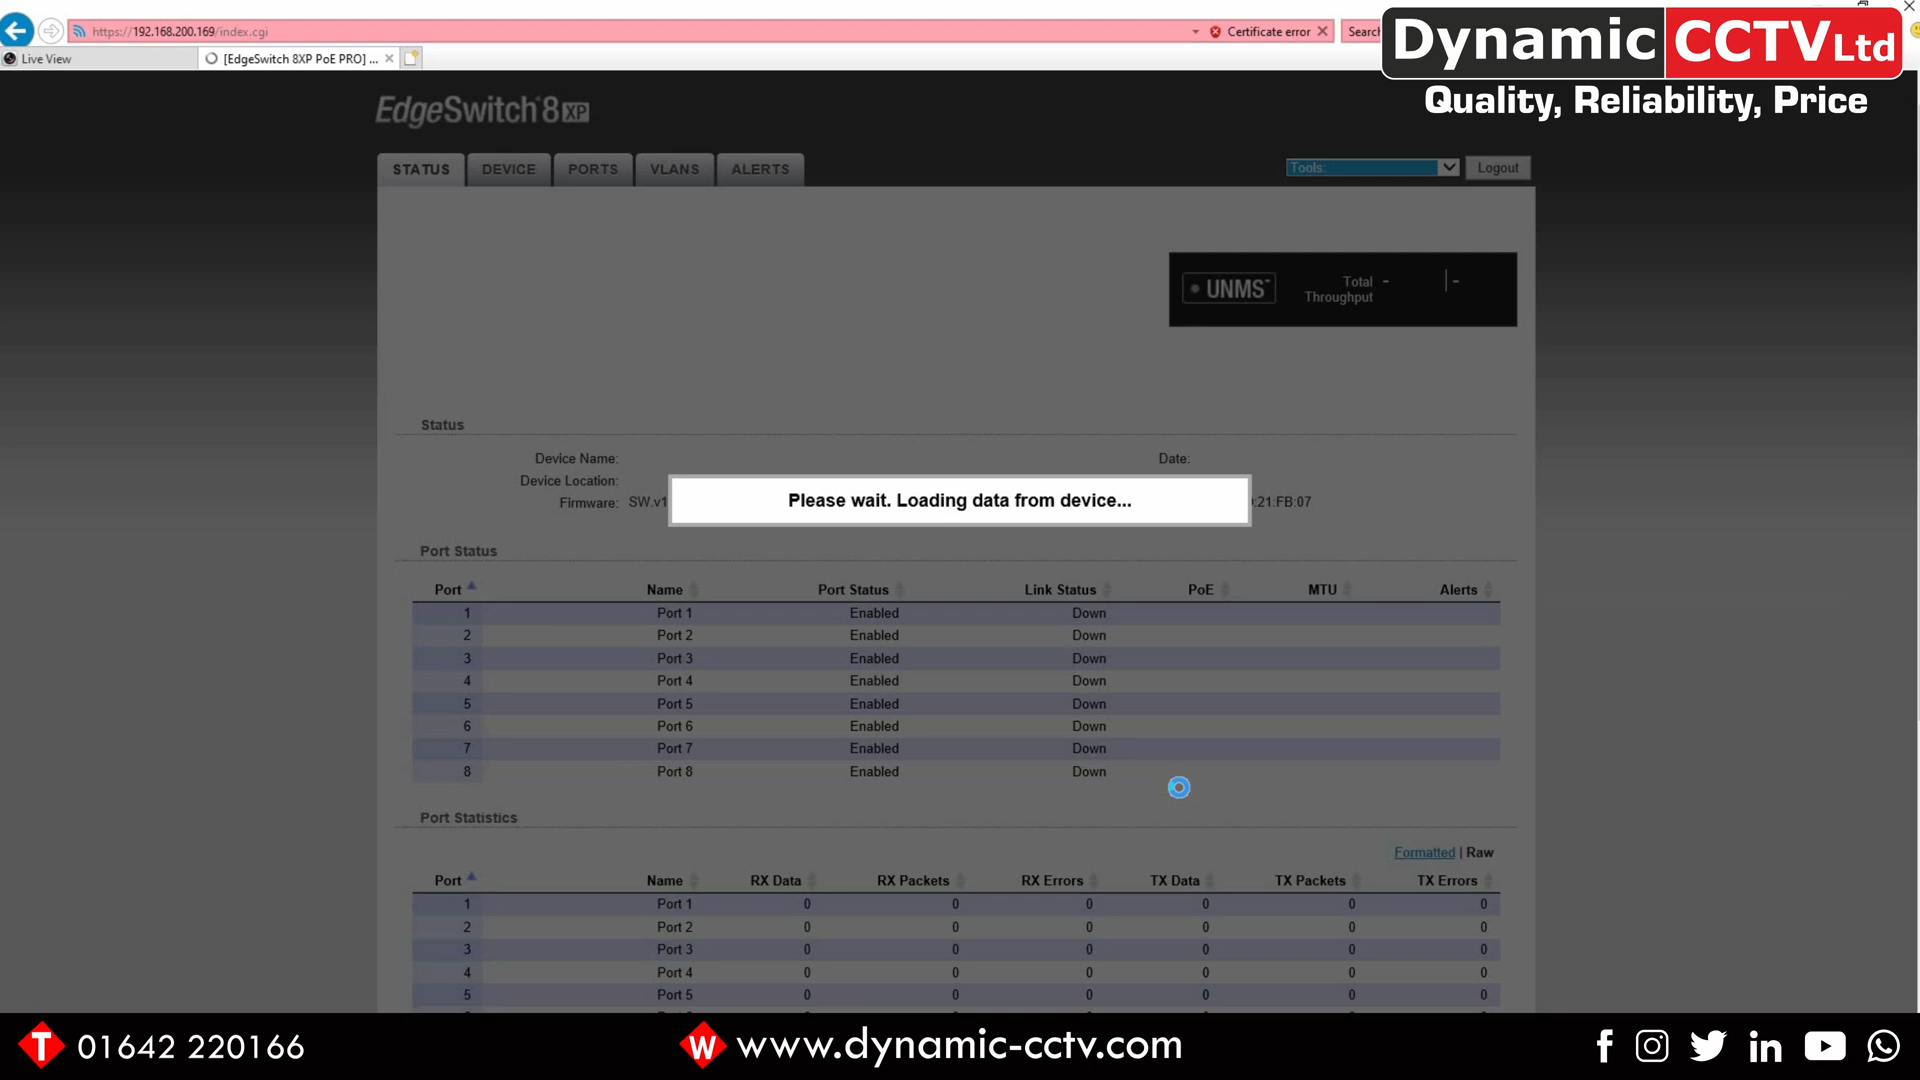 https://192.168.200.169/index.cgi
Certificate error
Search
Live View
[EdgeSwitch 8XP PoE PRO] ...
Dynamic CCTV Ltd
Quality, Reliability, Price
EdgeSwitch 8 XP
STATUS
DEVICE
PORTS
VLANS
ALERTS
Tools:
Logout
UNMS™
Total Throughput - | -
Status
Device Name:
Date:
Device Location:
Firmware: SW.v1
:21:FB:07
Please wait. Loading data from device...
Port Status
Port Name Port Status Link Status PoE MTU Alerts
1 Port 1 Enabled Down
2 Port 2 Enabled Down
3 Port 3 Enabled Down
4 Port 4 Enabled Down
5 Port 5 Enabled Down
6 Port 6 Enabled Down
7 Port 7 Enabled Down
8 Port 8 Enabled Down
Port Statistics
Formatted | Raw
Port Name RX Data RX Packets RX Errors TX Data TX Packets TX Errors
1 Port 1 0 0 0 0 0 0
2 Port 2 0 0 0 0 0 0
3 Port 3 0 0 0 0 0 0
4 Port 4 0 0 0 0 0 0
5 Port 5 0 0 0 0 0 0
T 01642 220166
W www.dynamic-cctv.com